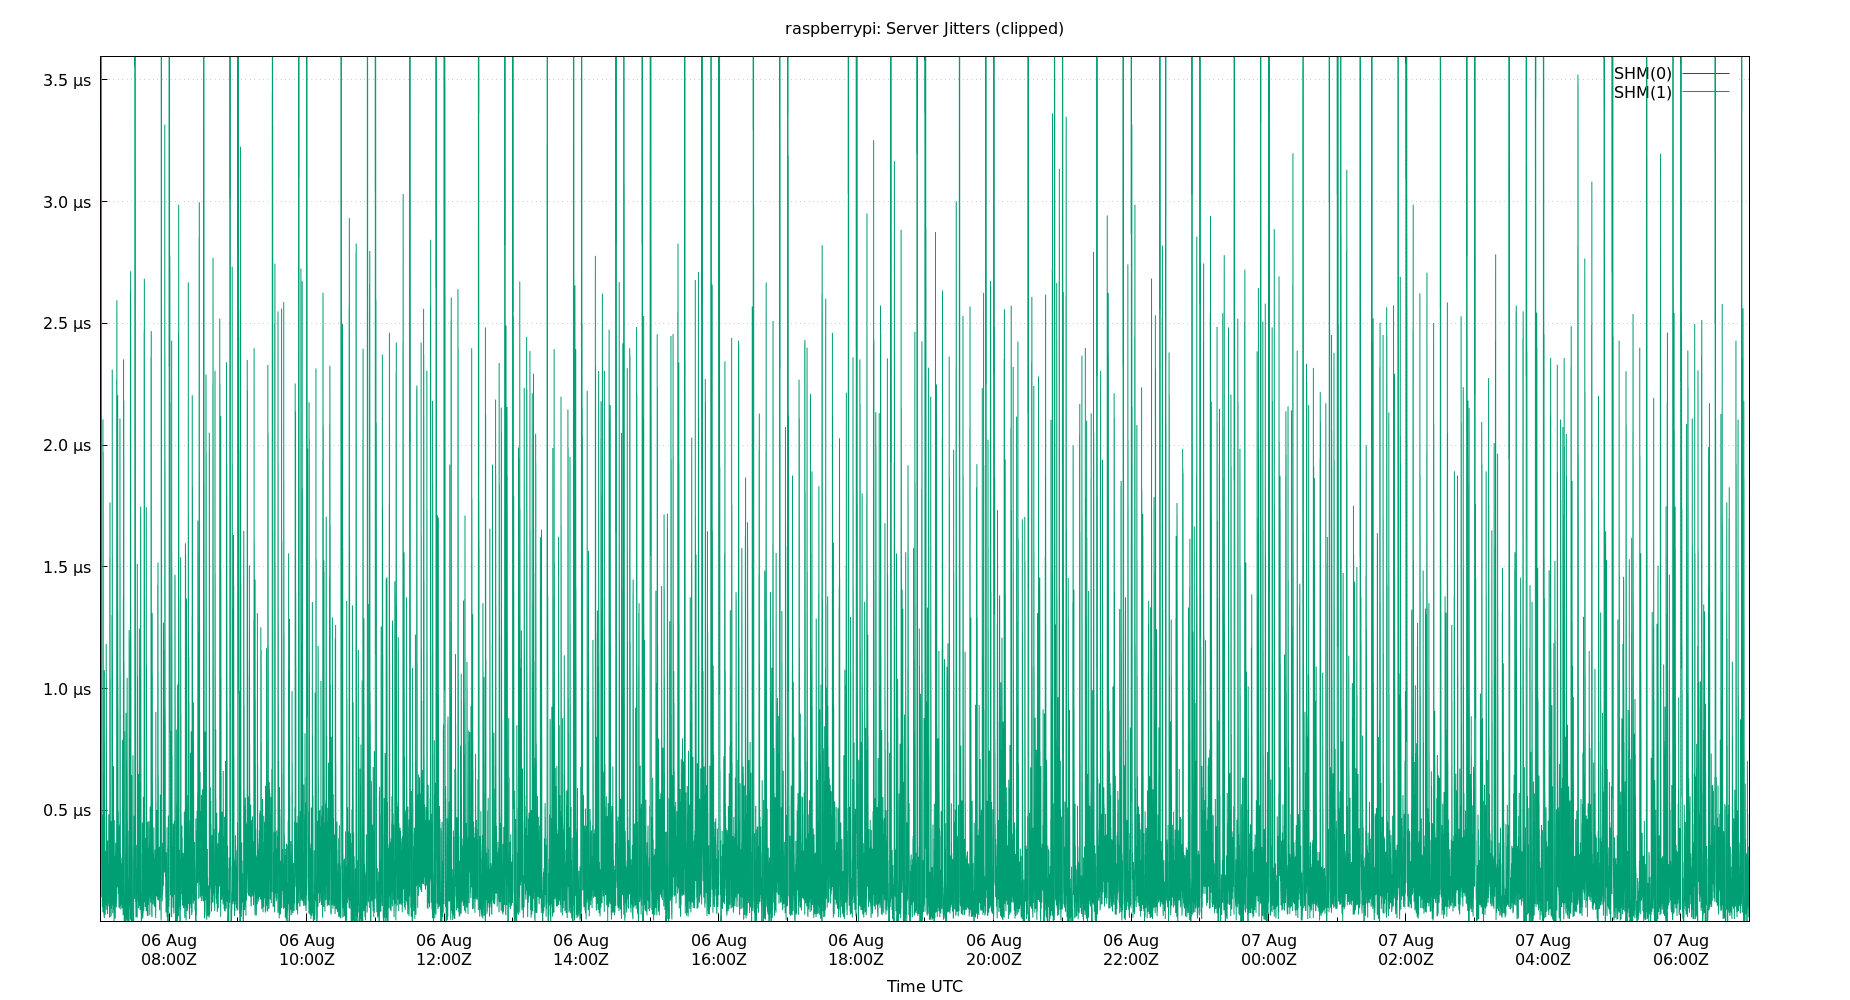 raspberrypi: Server Jitters (clipped)
3.5 μs
3.0 μs
2.5 μs
2.0 μs
1.5 μs
1.0 μs
0.5 μs
SHM(0)
SHM(1)
06 Aug 06 Aug 06 Aug 06 Aug 06 Aug 06 Aug 06 Aug 06 Aug 07 Aug 07 Aug 07 Aug 07 Aug
08:00Z 10:00Z 12:00Z 14:00Z 16:00Z 18:00Z 20:00Z 22:00Z 00:00Z 02:00Z 04:00Z 06:00Z
Time UTC